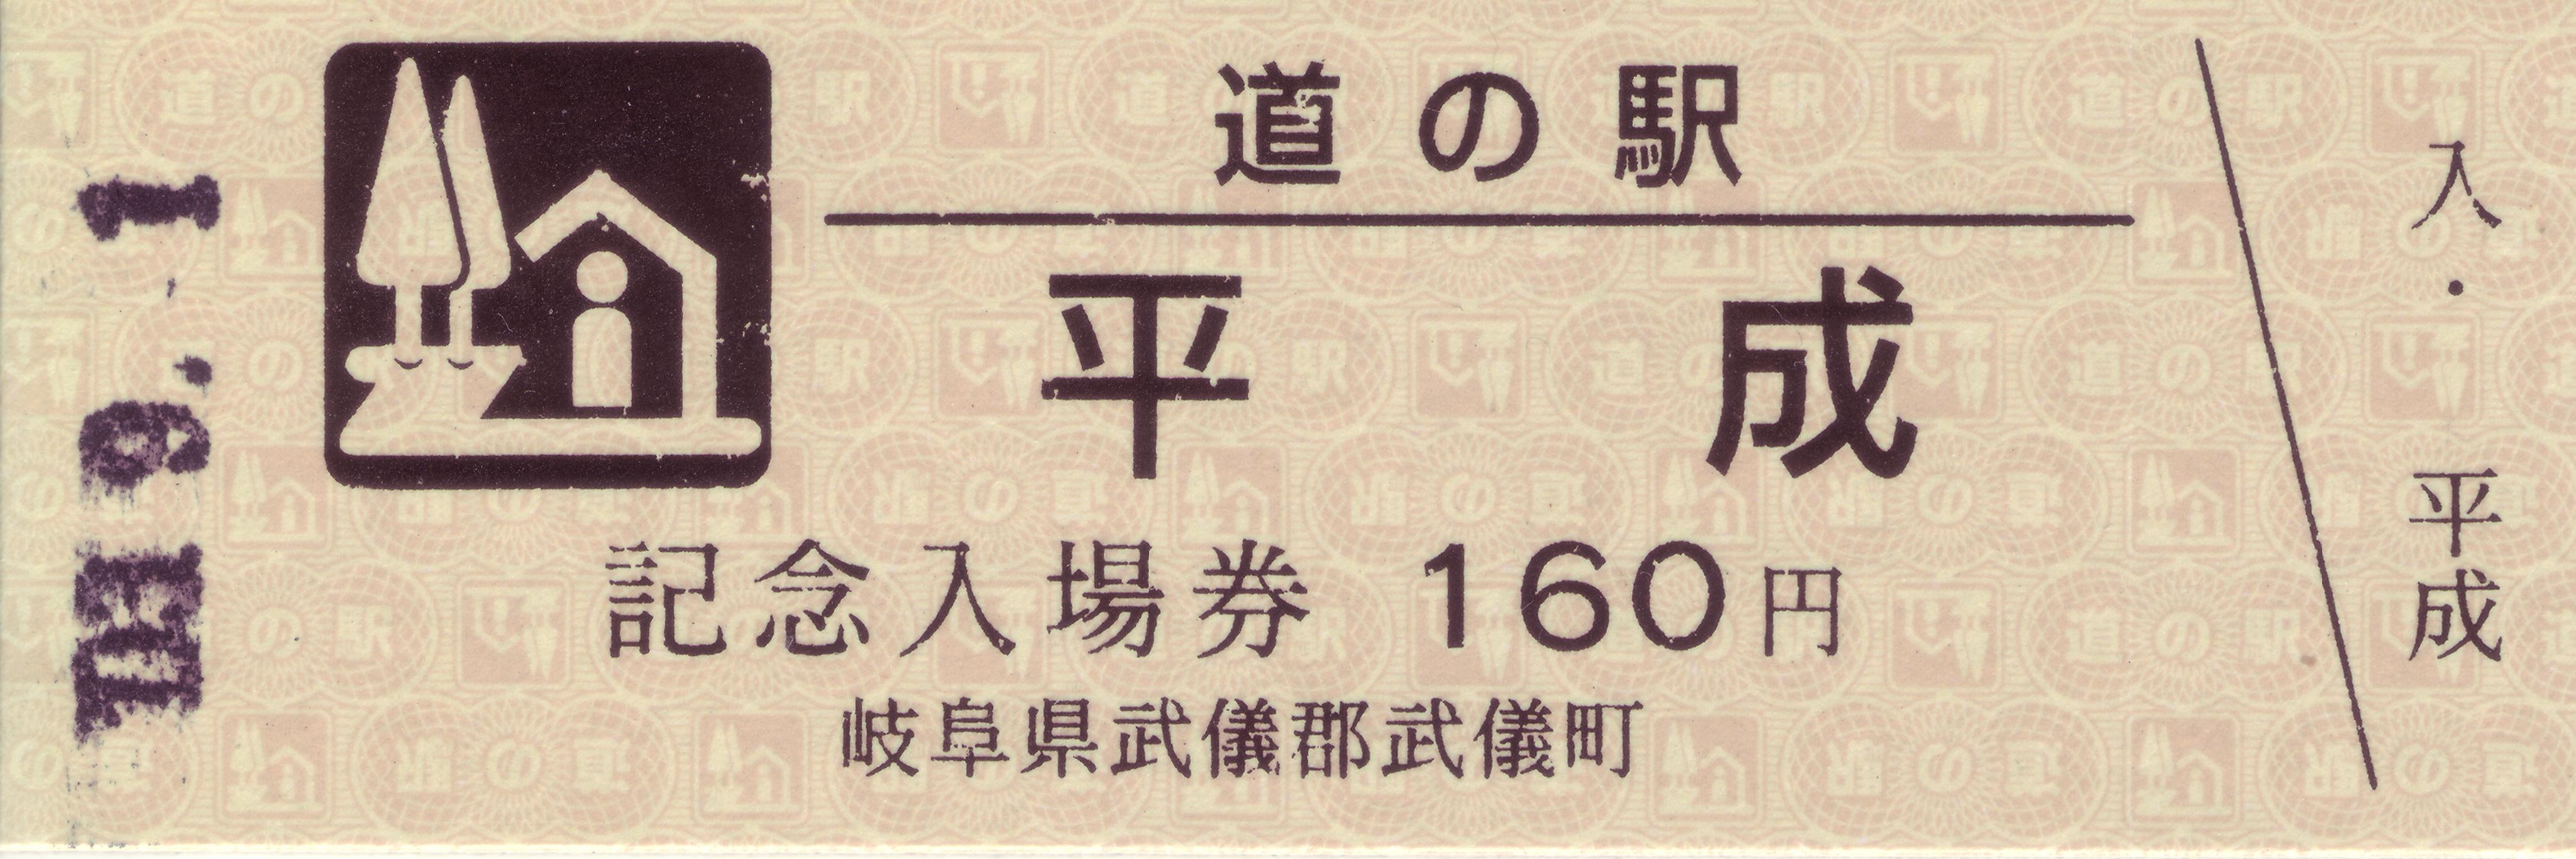 道の駅
平成
記念入場券 160円
岐阜県武儀郡武儀町
入・平成
9. 1